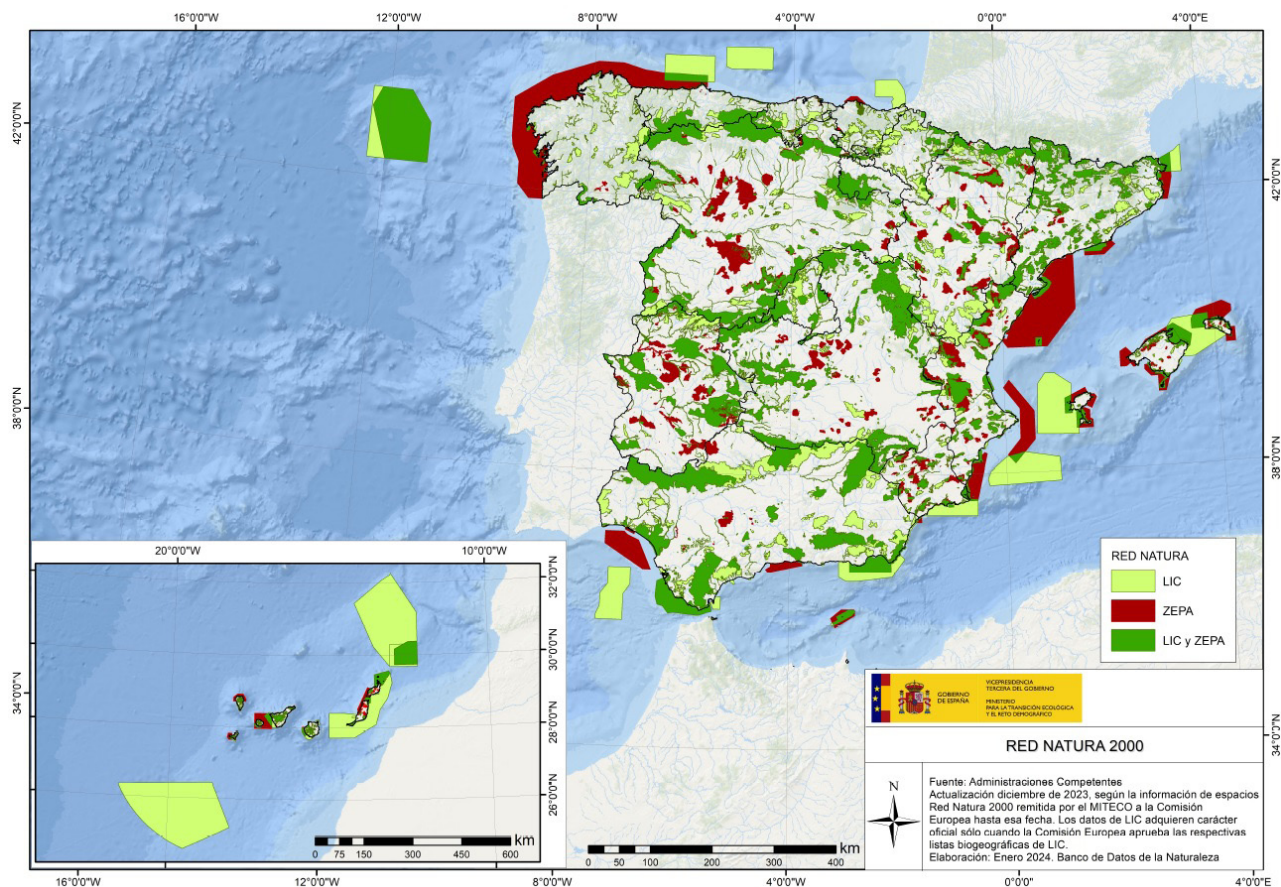 16°0'0"W 12°0'0"W 8°0'0"W 4°0'0"W 0°0'0"E 4°0'0"E
42°0'0"N
42°0'0"N
38°0'0"N
38°0'0"N
34°0'0"N
34°0'0"N
20°0'0"W 10°0'0"W
32°0'0"N
30°0'0"N
28°0'0"N
26°0'0"N
km
0 75 150 300 450 600
km
0 50 100 200 300 400
RED NATURA
LIC
ZEPA
LIC y ZEPA
GOBIERNO
DE ESPAÑA
VICEPRESIDENCIA
TERCERA DEL GOBIERNO
MINISTERIO
PARA LA TRANSICIÓN ECOLÓGICA
Y EL RETO DEMOGRÁFICO
RED NATURA 2000
N
Fuente: Administraciones Competentes
Actualización diciembre de 2023, según la información de espacios
Red Natura 2000 remitida por el MITECO a la Comisión
Europea hasta esa fecha. Los datos de LIC adquieren carácter
oficial sólo cuando la Comisión Europea aprueba las respectivas
listas biogeográficas de LIC.
Elaboración: Enero 2024. Banco de Datos de la Naturaleza
16°0'0"W 12°0'0"W 8°0'0"W 4°0'0"W 0°0'0"E 4°0'0"E